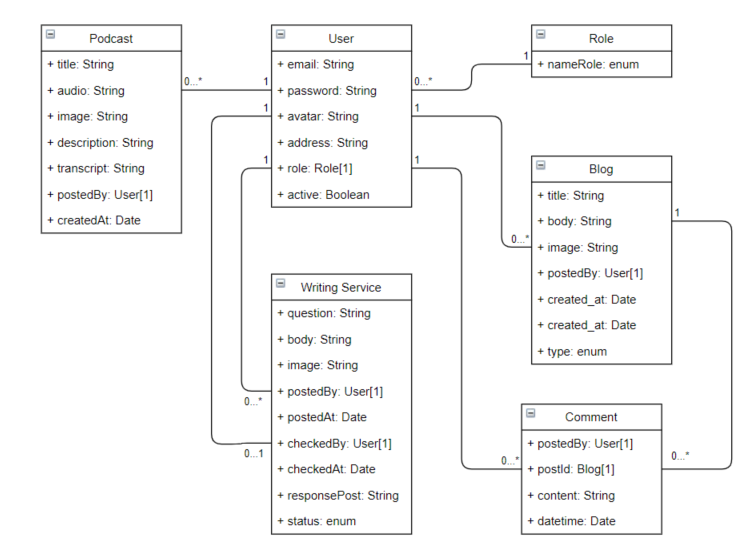 Podcast
+ title: String
+ audio: String
+ image: String
+ description: String
+ transcript: String
+ postedBy: User[1]
+ createdAt: Date
0...*
1
User
+ email: String
+ password: String
+ avatar: String
+ address: String
+ role: Role[1]
+ active: Boolean
1
1
0...*
1
1
1
Role
+ nameRole: enum
Blog
+ title: String
+ body: String
+ image: String
+ postedBy: User[1]
+ created_at: Date
+ created_at: Date
+ type: enum
0...*
1
Writing Service
+ question: String
+ body: String
+ image: String
+ postedBy: User[1]
+ postedAt: Date
+ checkedBy: User[1]
+ checkedAt: Date
+ responsePost: String
+ status: enum
0...*
0...1
Comment
+ postedBy: User[1]
+ postId: Blog[1]
+ content: String
+ datetime: Date
0...*
0...*